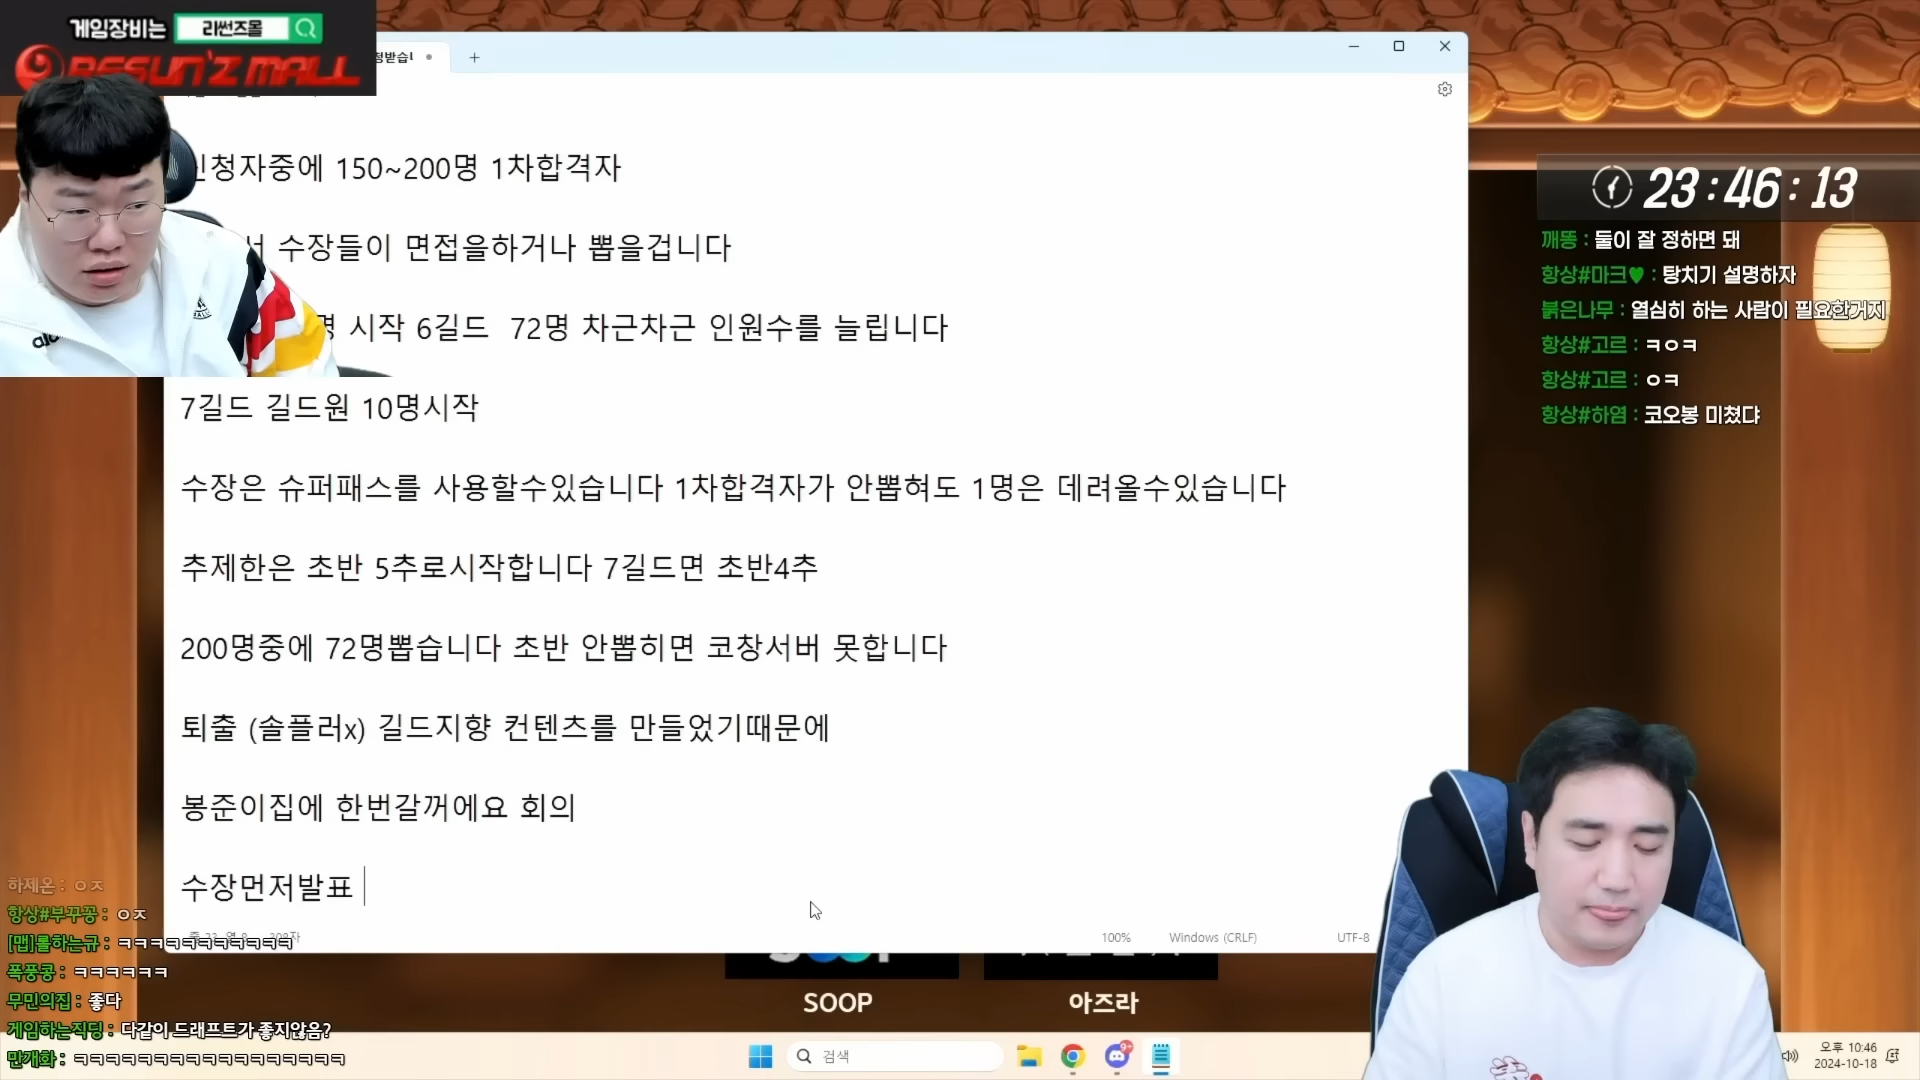 게임장비는 리썬즈몰
RESUN'Z MALL
정받습
청자중에 150~200명 1차합격자
수장들이 면접을하거나 뽑을겁니다
시작 6길드  72명 차근차근 인원수를 늘립니다
7길드 길드원 10명시작
수장은 슈퍼패스를 사용할수있습니다 1차합격자가 안뽑혀도 1명은 데려올수있습니다
추제한은 초반 5추로시작합니다 7길드면 초반4추
200명중에 72명뽑습니다 초반 안뽑히면 코창서버 못합니다
퇴출 (솔플러x) 길드지향 컨텐츠를 만들었기때문에
봉준이집에 한번갈꺼에요 회의
수장먼저발표
100%
Windows (CRLF)
UTF-8
23:46:13
깨똥 : 둘이 잘 정하면 돼
항상#마크♥ : 탕치기 설명하자
붉은나무 : 열심히 하는 사람이 필요한거지
항상#고르 : ㅋㅇㅋ
항상#고르 : ㅇㅋ
항상#하염 : 코오봉 미쳤댜
하제온 : ㅇㅈ
항상#부꾸꽁 : ㅇㅈ
[맵]롤하는규 : ㅋㅋㅋㅋㅋㅋㅋㅋㅋㅋㅋ
폭풍콩 : ㅋㅋㅋㅋㅋㅋ
무민의집 : 좋다
게임하는직딩 : 다같이 드래프트가 좋지않음?
만개화 : ㅋㅋㅋㅋㅋㅋㅋㅋㅋㅋㅋㅋㅋㅋㅋㅋㅋ
SOOP
아즈라
검색
9+
오후 10:46
2024-10-18